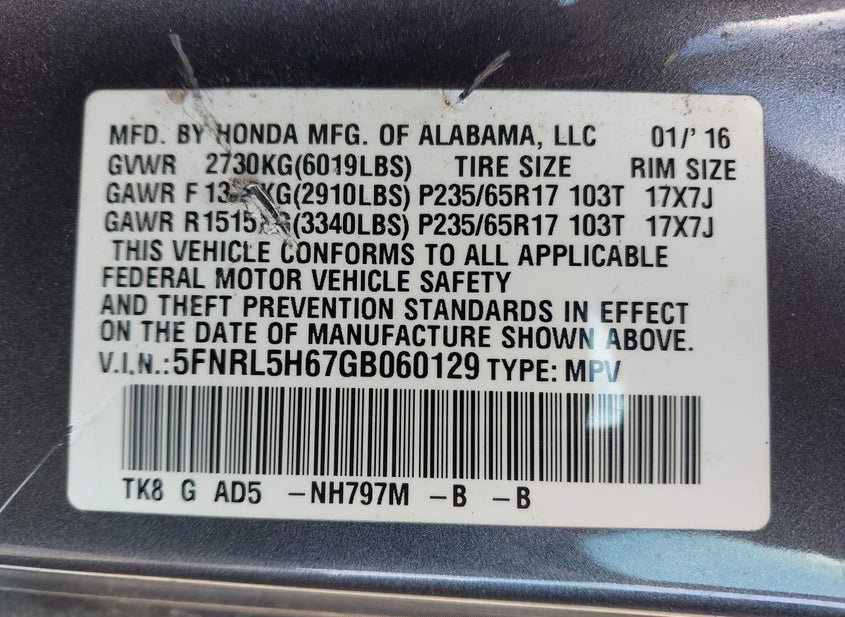 MFD. BY HONDA MFG. OF ALABAMA, LLC 01/' 16
GVWR 2730KG(6019LBS) TIRE SIZE RIM SIZE
GAWR F (2910LBS) P235/65R17 103T 17X7J
GAWR R1515KG(3340LBS) P235/65R17 103T 17X7J
THIS VEHICLE CONFORMS TO ALL APPLICABLE
FEDERAL MOTOR VEHICLE SAFETY
AND THEFT PREVENTION STANDARDS IN EFFECT
ON THE DATE OF MANUFACTURE SHOWN ABOVE.
V.I.N.:5FNRL5H67GB060129 TYPE: MPV
TK8 G AD5 -NH797M -B -B